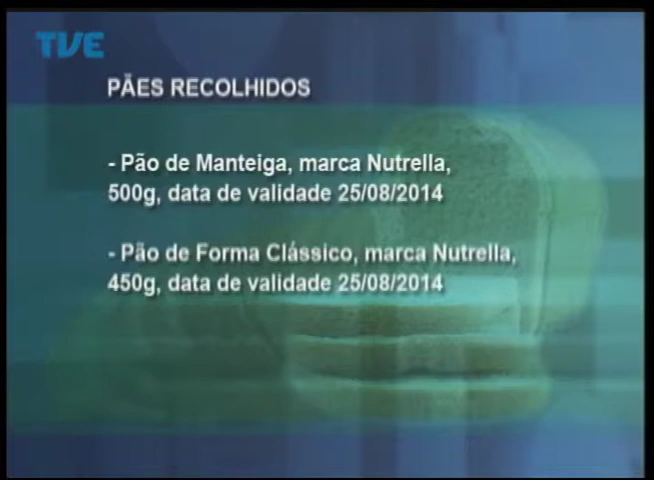 TVE
PÃES RECOLHIDOS
- Pão de Manteiga, marca Nutrella,
500g, data de validade 25/08/2014
- Pão de Forma Clássico, marca Nutrella,
450g, data de validade 25/08/2014